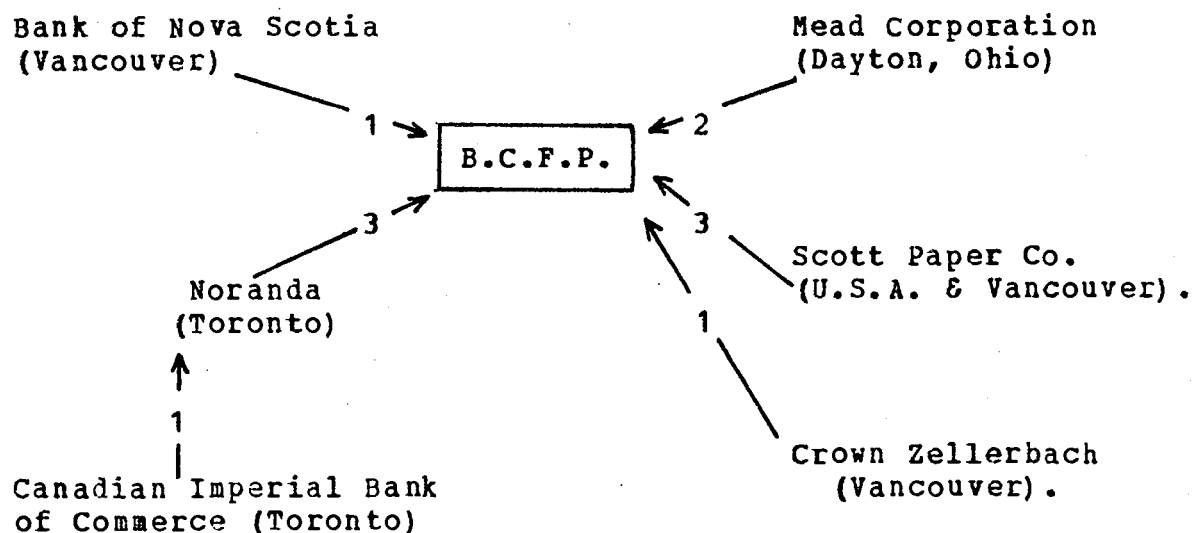 Bank of Nova Scotia
(Vancouver)
Mead Corporation
(Dayton, Ohio)
1
2
B.C.F.P.
3
3
Noranda
(Toronto)
Scott Paper Co.
(U.S.A. & Vancouver).
1
1
Canadian Imperial Bank
of Commerce (Toronto)
Crown Zellerbach
(Vancouver).